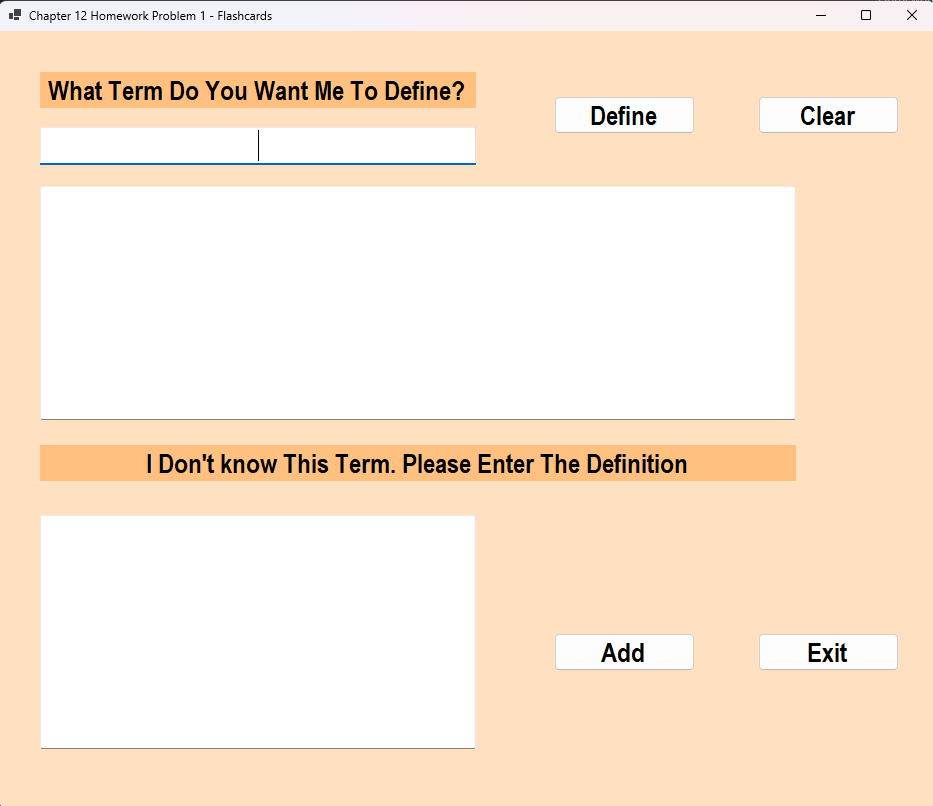 Chapter 12 Homework Problem 1 - Flashcards
What Term Do You Want Me To Define?
Define
Clear
I Don't know This Term. Please Enter The Definition
Add
Exit